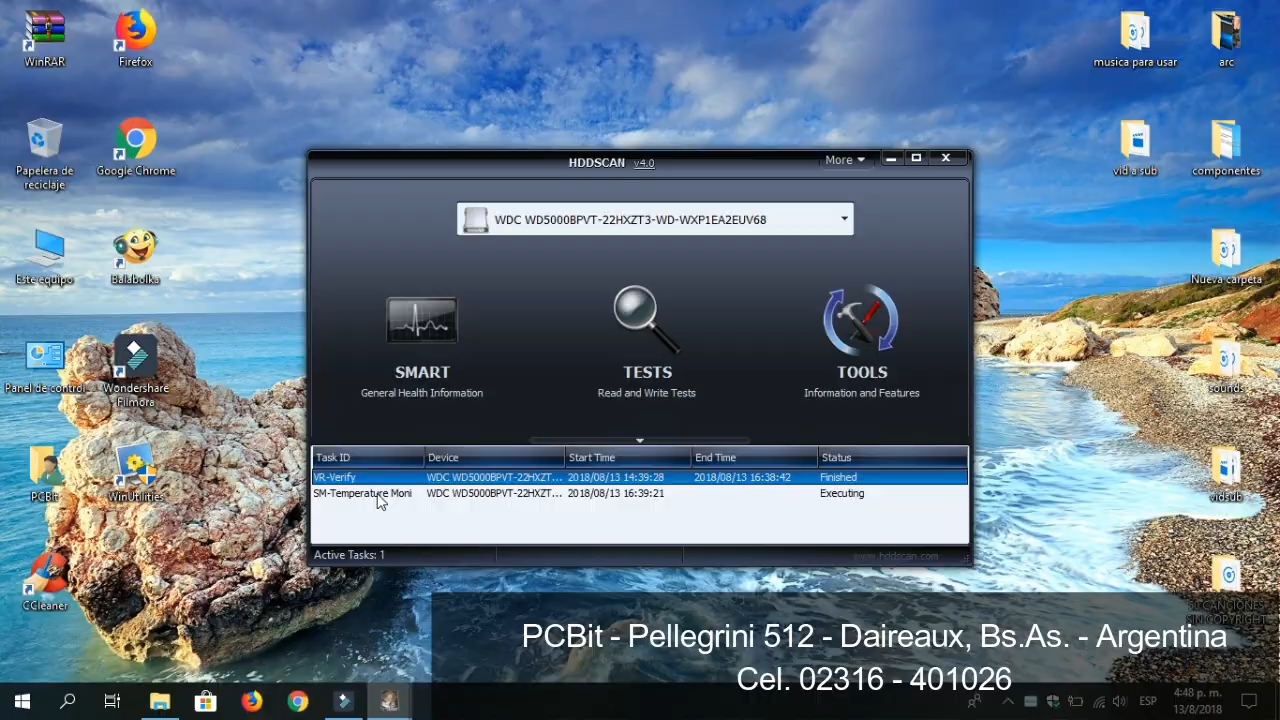 WinRAR
Firefox
musica para usar
arc
Papelera de
reciclaje
Google Chrome
vid a sub
componentes
HDDSCAN v4.0
More
WDC WD5000BPVT-22HXZT3-WD-WXP1EA2EUV68
Este equipo
Balabolka
Nueva carpeta
SMART
General Health Information
TESTS
Read and Write Tests
TOOLS
Information and Features
Panel de control
Wondershare
Filmora
sounds
Task ID Device Start Time End Time Status
VR-Verify WDC WD5000BPVT-22HXZT... 2018/08/13 14:39:28 2018/08/13 16:38:42 Finished
SM-Temperature Moni WDC WD5000BPVT-22HXZT... 2018/08/13 16:39:21 Executing
PCBit
WinUtilities
vidsub
Active Tasks: 1
www.hddscan.com
CCleaner
50 CANCIONES
SIN COPYRIGHT
PCBit - Pellegrini 512 - Daireaux, Bs.As. - Argentina
Cel. 02316 - 401026
ESP
4:48 p. m.
13/8/2018